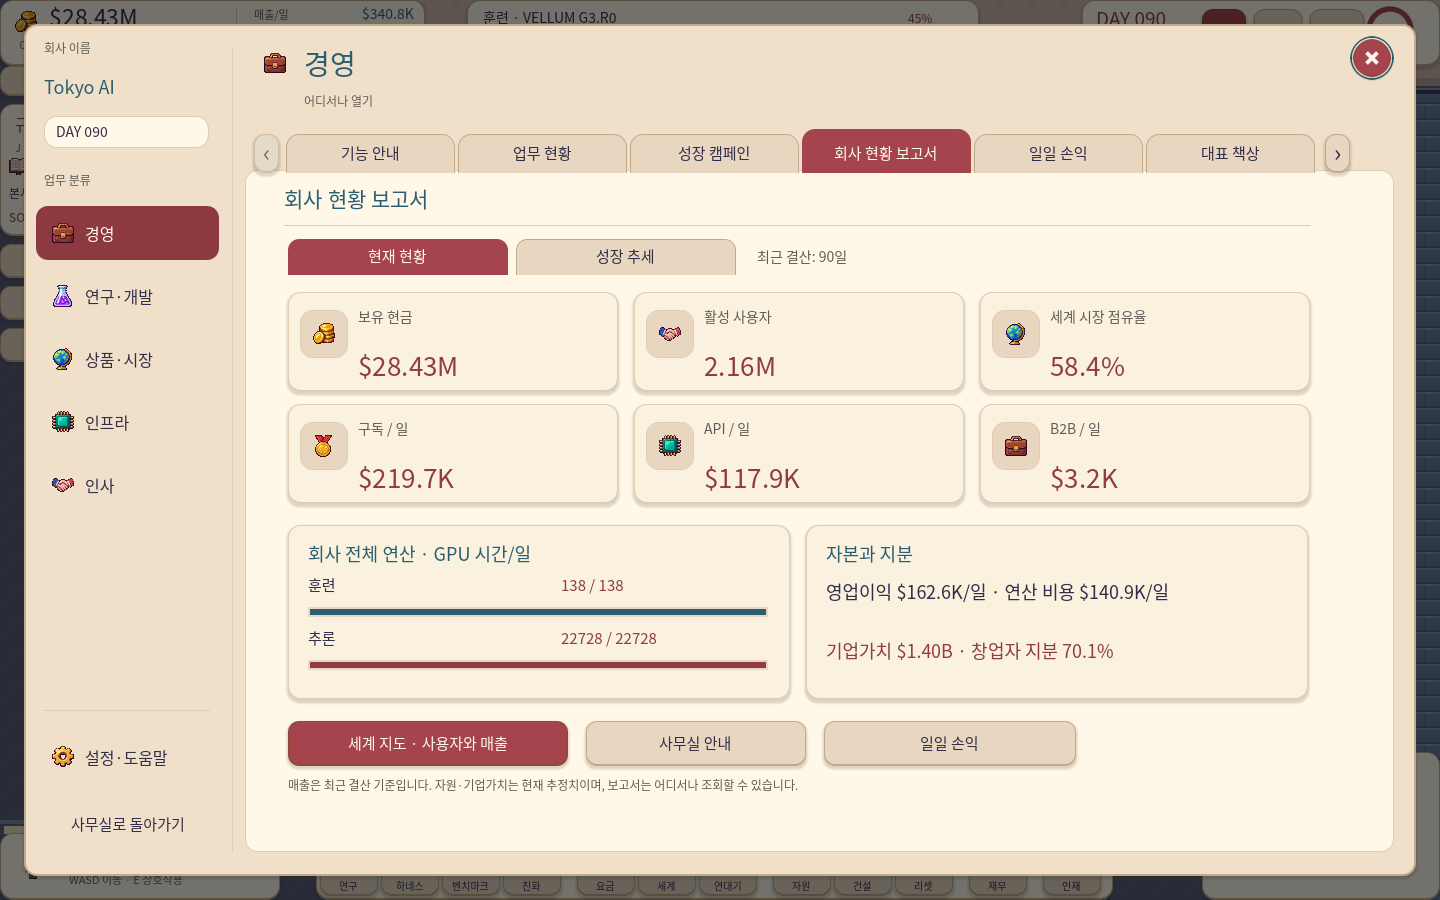 $28.43M
매출/일
$340.8K
훈련 · VELLUM G3.R0
45%
DAY 090
회사 이름
Tokyo AI
DAY 090
업무 분류
경영
연구·개발
상품·시장
인프라
인사
설정·도움말
사무실로 돌아가기
경영
어디서나 열기
‹
기능 안내
업무 현황
성장 캠페인
회사 현황 보고서
일일 손익
대표 책상
›
회사 현황 보고서
현재 현황
성장 추세
최근 결산: 90일
보유 현금
$28.43M
활성 사용자
2.16M
세계 시장 점유율
58.4%
구독 / 일
$219.7K
API / 일
$117.9K
B2B / 일
$3.2K
회사 전체 연산 · GPU 시간/일
훈련
138 / 138
추론
22728 / 22728
자본과 지분
영업이익 $162.6K/일 · 연산 비용 $140.9K/일
기업가치 $1.40B · 창업자 지분 70.1%
세계 지도 · 사용자와 매출
사무실 안내
일일 손익
매출은 최근 결산 기준입니다. 자원·기업가치는 현재 추정치이며, 보고서는 어디서나 조회할 수 있습니다.
WASD 이동 · E 상호작용
연구
하네스
벤치마크
진화
요금
세계
연대기
자원
건설
리셋
재무
인재